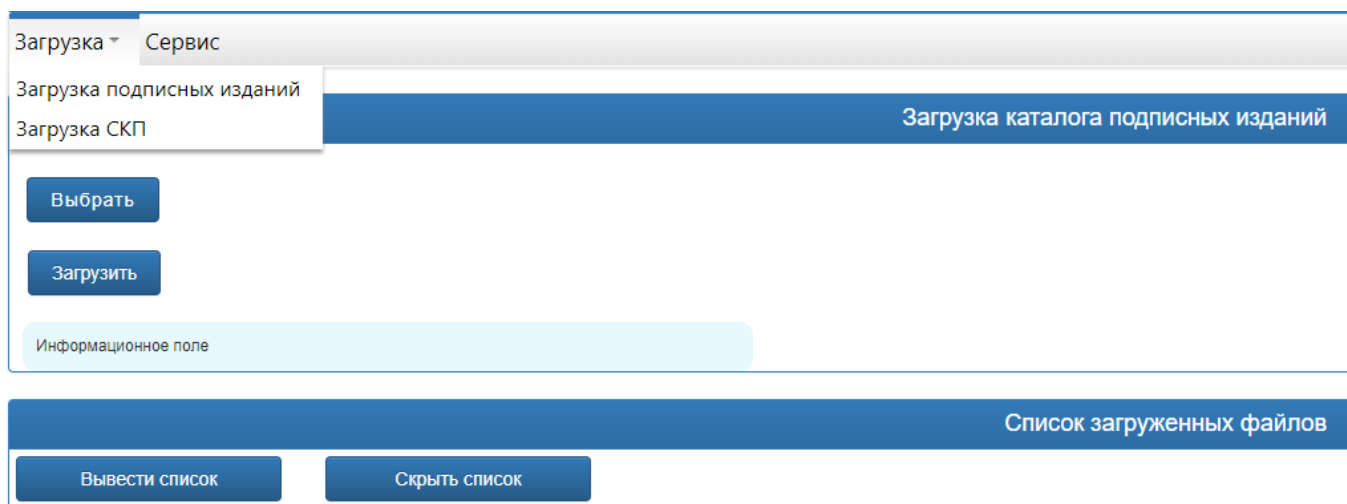 Загрузка Сервис
Загрузка подписных изданий
Загрузка СКП
Загрузка каталога подписных изданий
Выбрать
Загрузить
Информационное поле
Список загруженных файлов
Вывести список Скрыть список